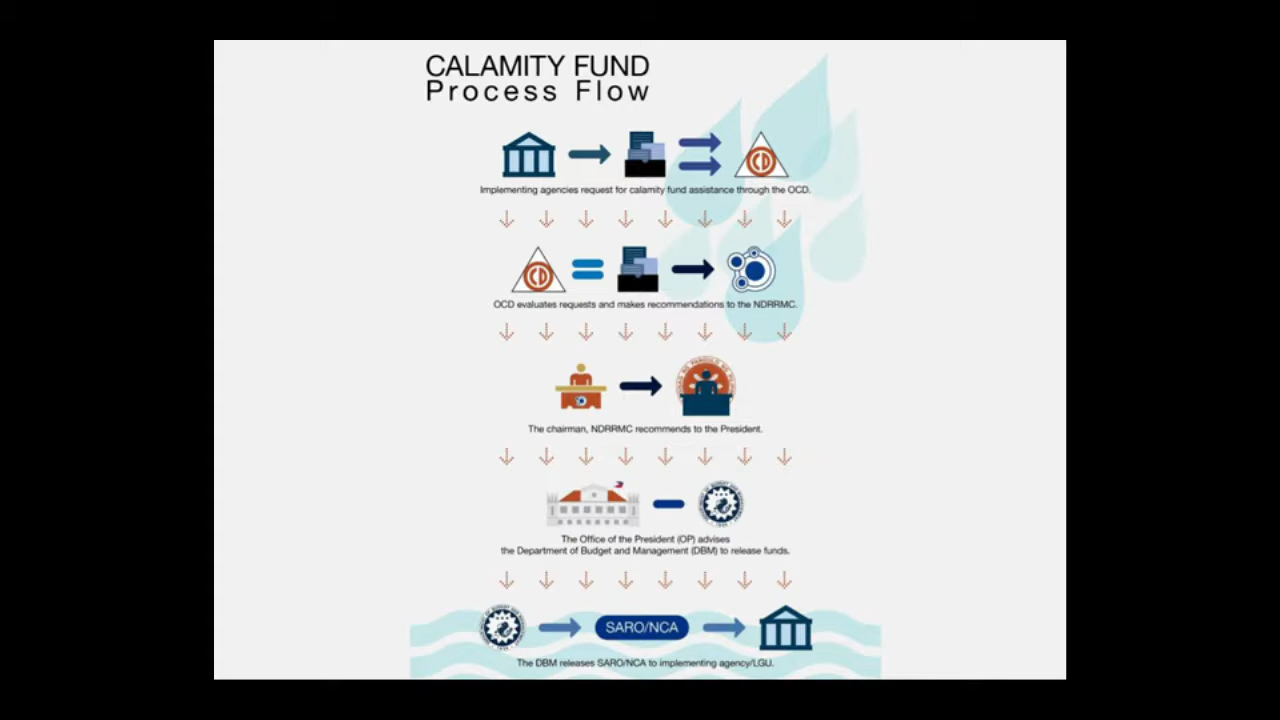 CALAMITY FUND
Process Flow
CD
Implementing agencies request for calamity fund assistance through the OCD.
CD
OCD evaluates requests and makes recommendations to the NDRRMC.
The chairman, NDRRMC recommends to the President.
The Office of the President (OP) advises
the Department of Budget and Management (DBM) to release funds.
SARO/NCA
The DBM releases SARO/NCA to implementing agency/LGU.